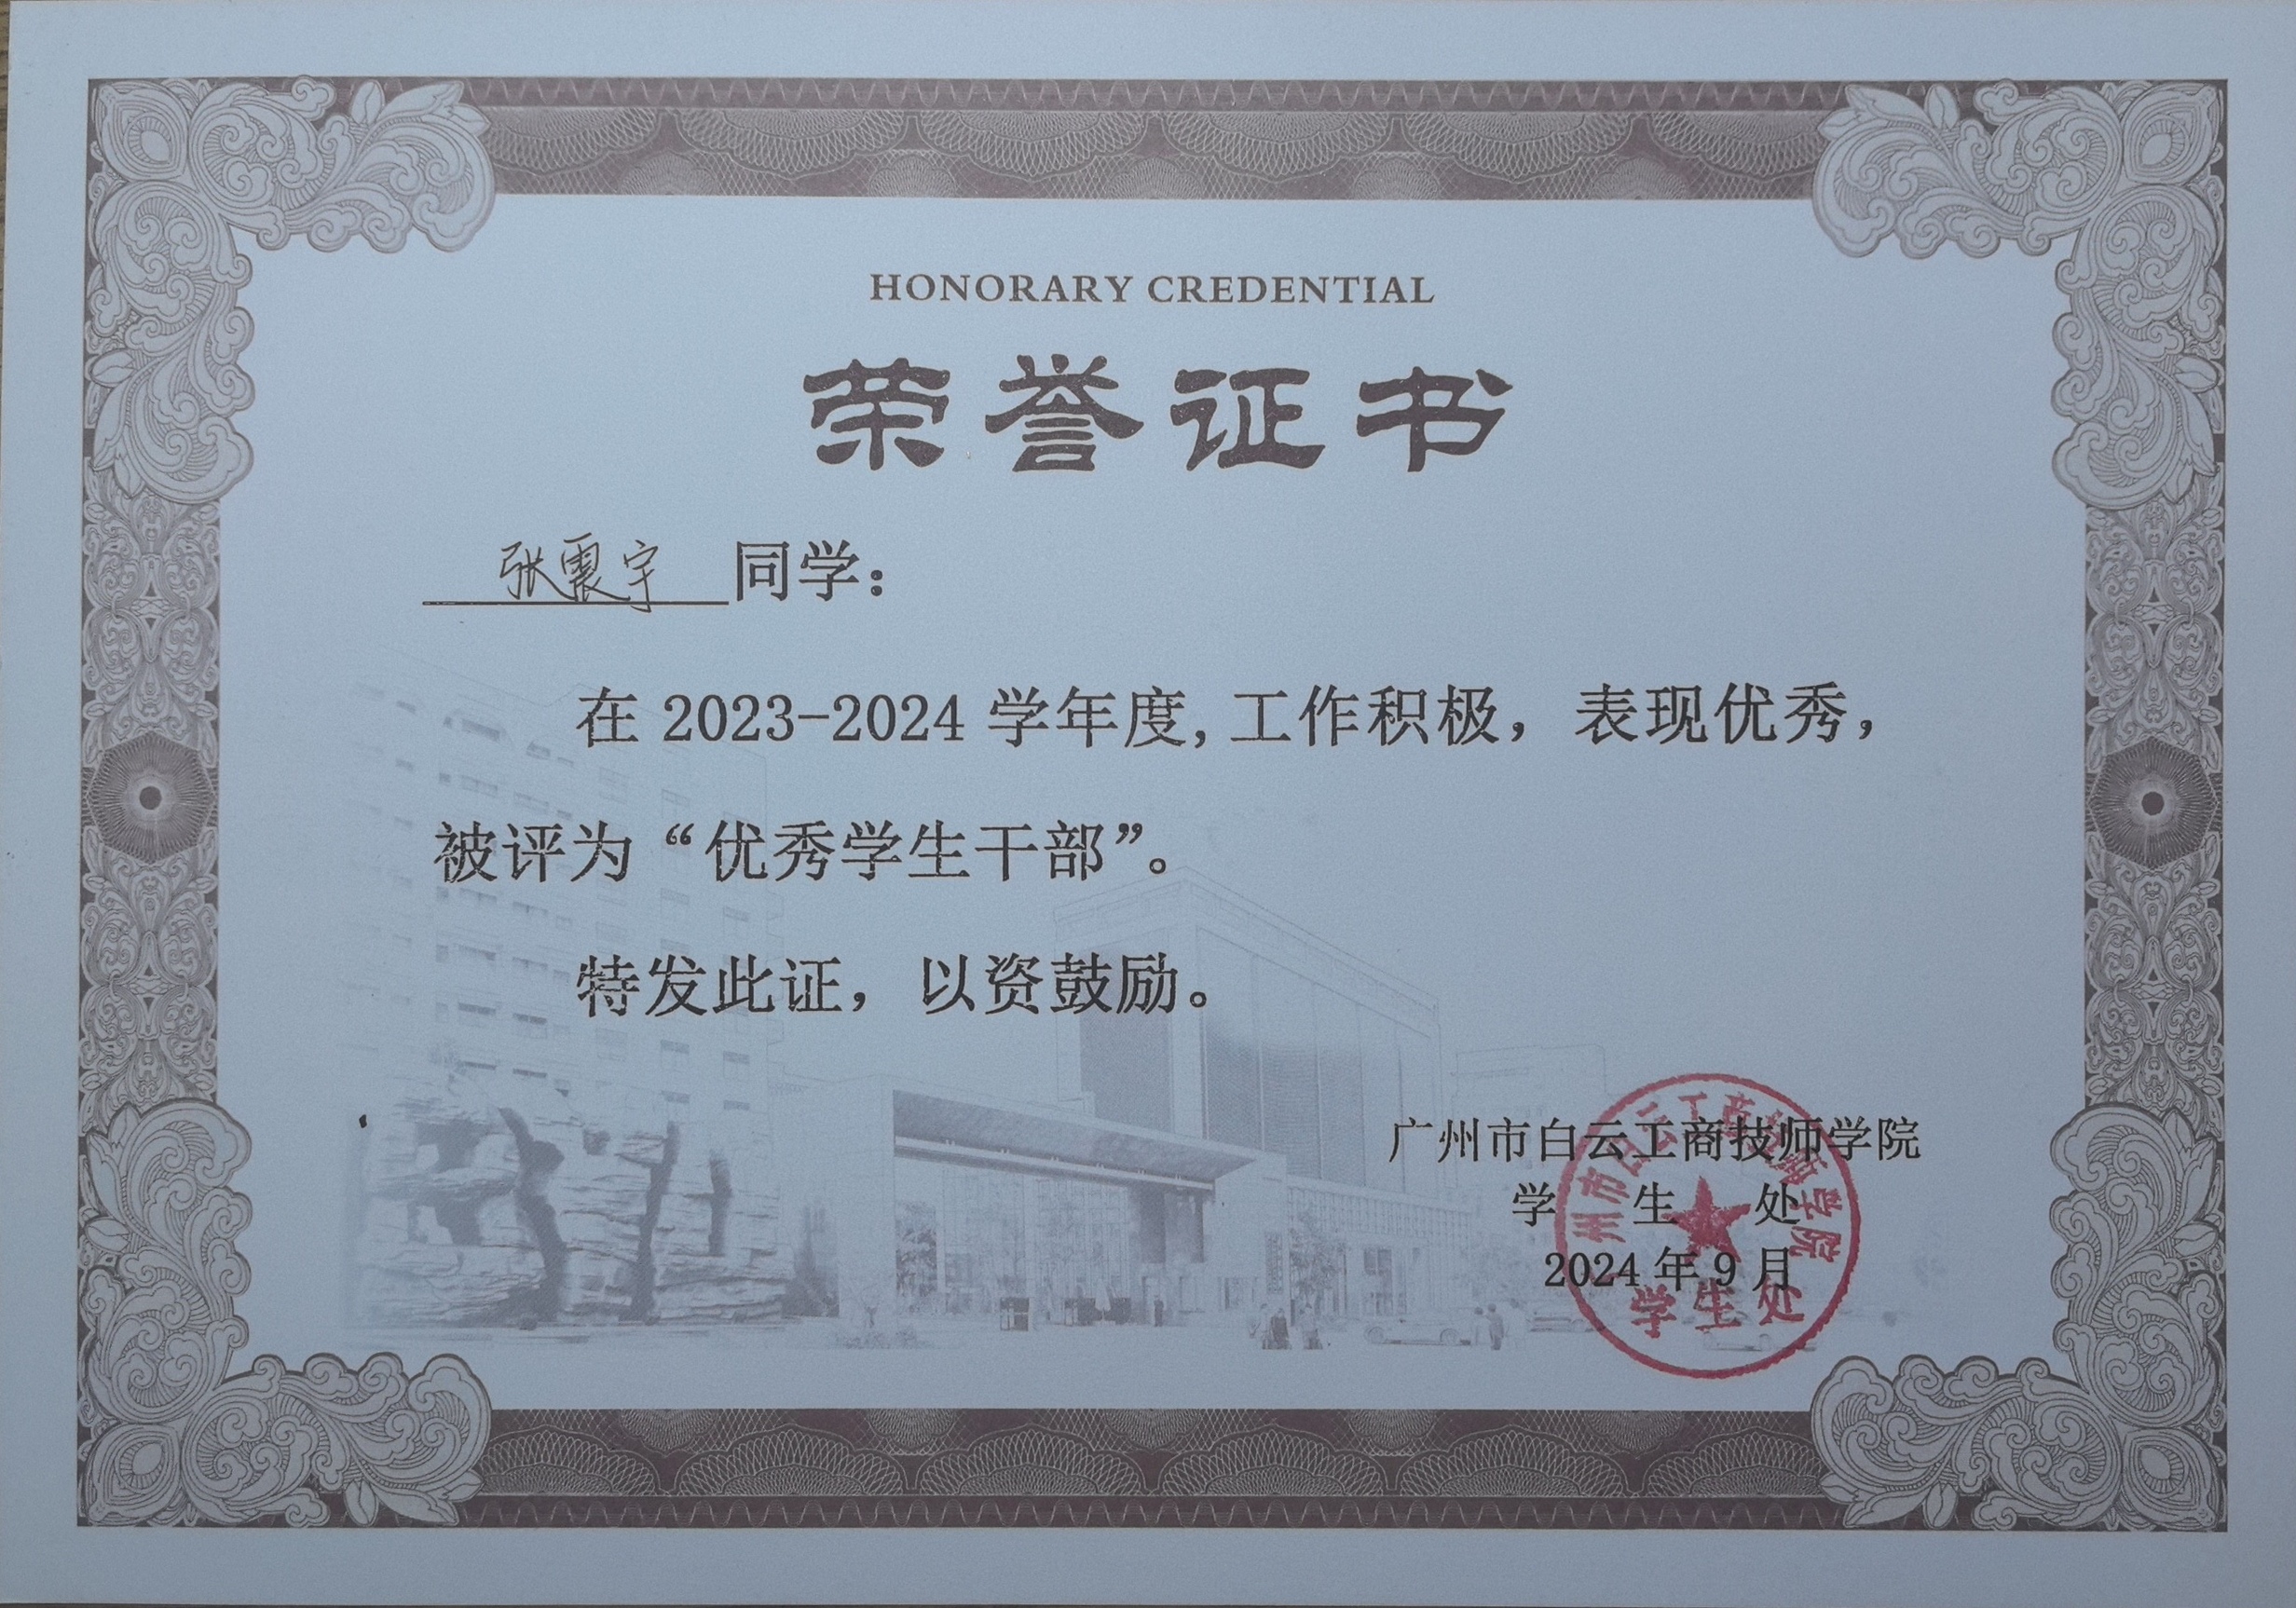 HONORARY CREDENTIAL
荣誉证书
张震宇 同学：
在 2023-2024 学年度, 工作积极，表现优秀，
被评为“优秀学生干部”。
特发此证，以资鼓励。
广州市白云工商技师学院
学 生 处
2024 年 9 月
州市白云工商技师学院
学生处